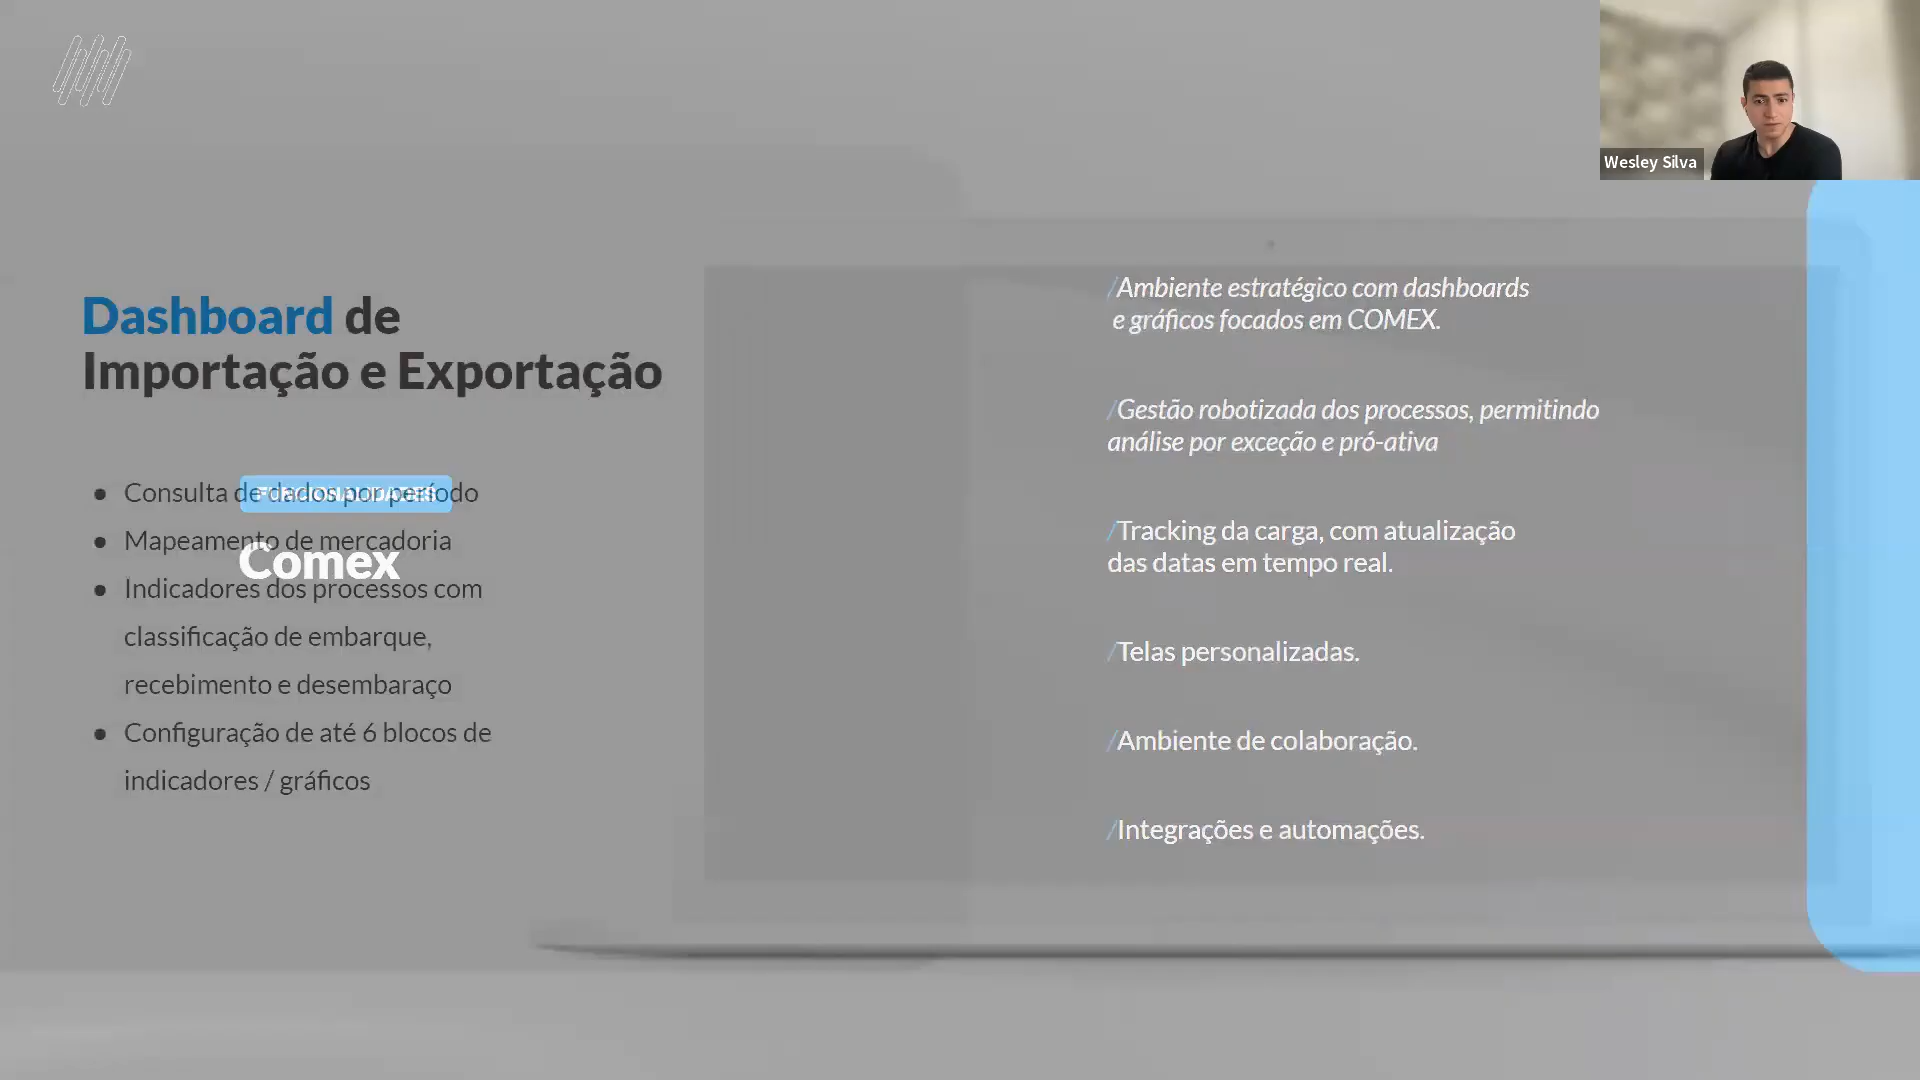 Wesley Silva
Dashboard de
Importação e Exportação
Consulta de dados por período
FUNCIONALIDADES
Mapeamento de mercadoria
Comex
Indicadores dos processos com
classificação de embarque,
recebimento e desembaraço
Configuração de até 6 blocos de
indicadores / gráficos
/Ambiente estratégico com dashboards
e gráficos focados em COMEX.
/Gestão robotizada dos processos, permitindo
análise por exceção e pró-ativa
/Tracking da carga, com atualização
das datas em tempo real.
/Telas personalizadas.
/Ambiente de colaboração.
/Integrações e automações.